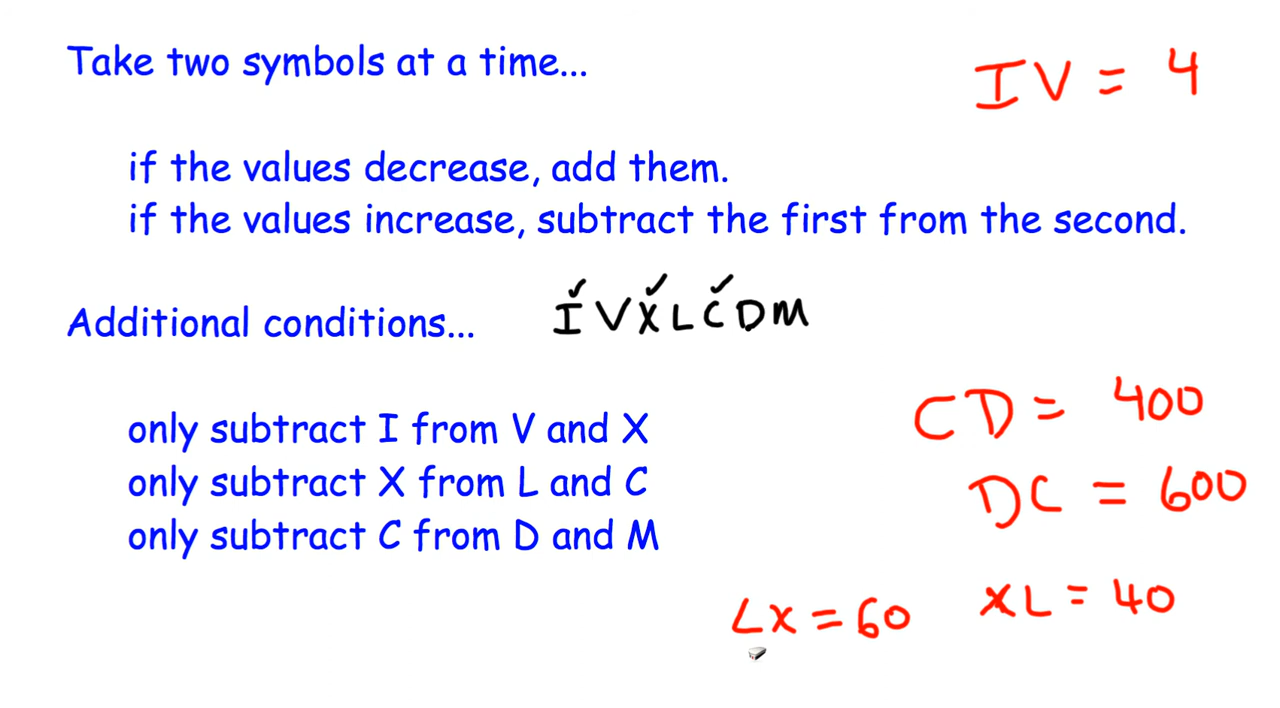 Take two symbols at a time...
IV = 4
if the values decrease, add them.
if the values increase, subtract the first from the second.
Additional conditions...
I V X L C D M
only subtract I from V and X
only subtract X from L and C
only subtract C from D and M
CD = 400
DC = 600
LX = 60
XL = 40